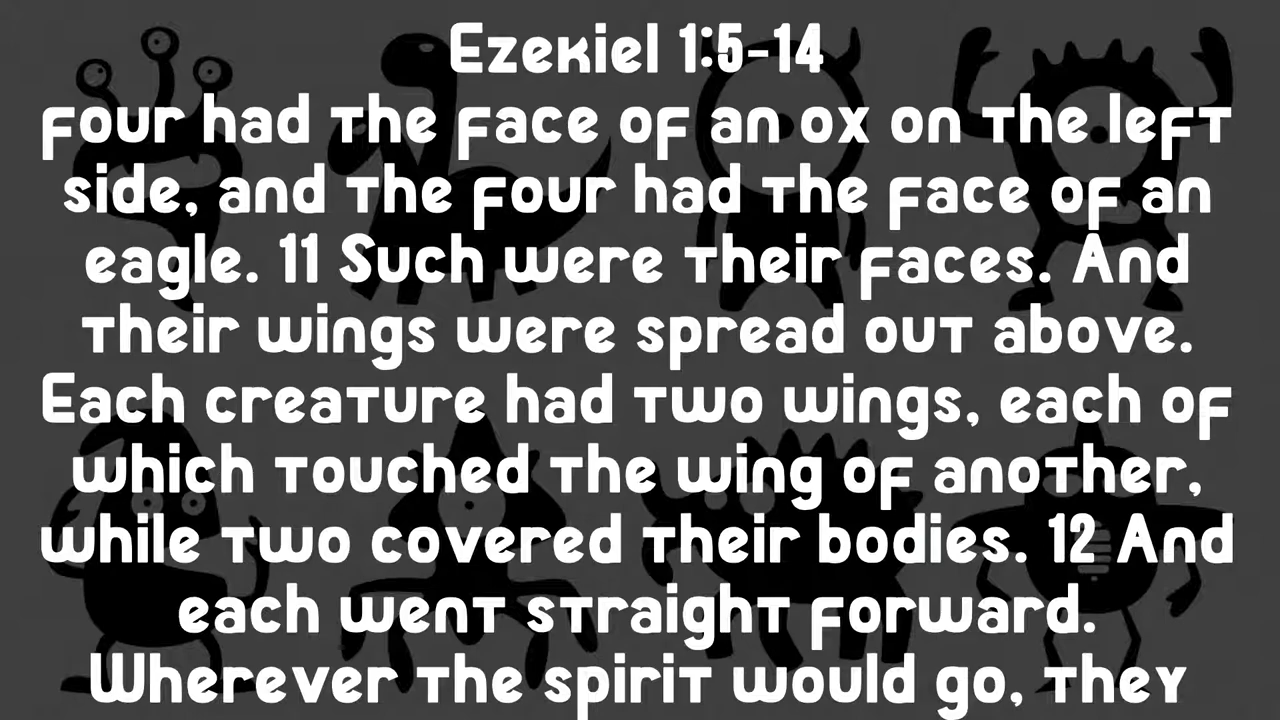 Ezekiel 1:5-14
four had the face of an ox on the left
side, and the four had the face of an
eagle. 11 Such were their faces. And
their wings were spread out above.
Each creature had two wings, each of
which touched the wing of another,
while two covered their bodies. 12 And
each went straight forward.
Wherever the spirit would go, they